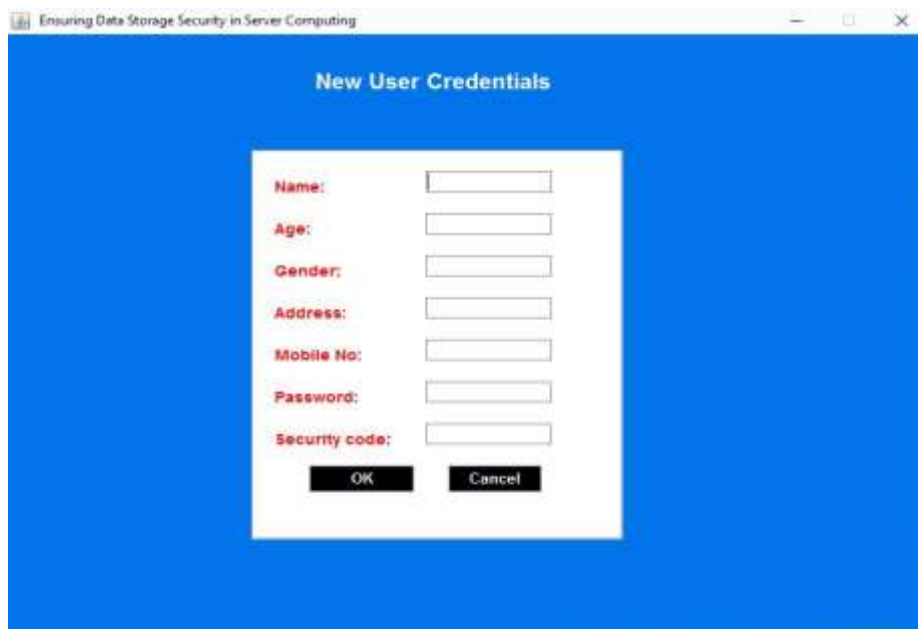 Ensuring Data Storage Security in Server Computing
New User Credentials
Name:
Age:
Gender:
Address:
Mobile No:
Password:
Security code:
OK Cancel